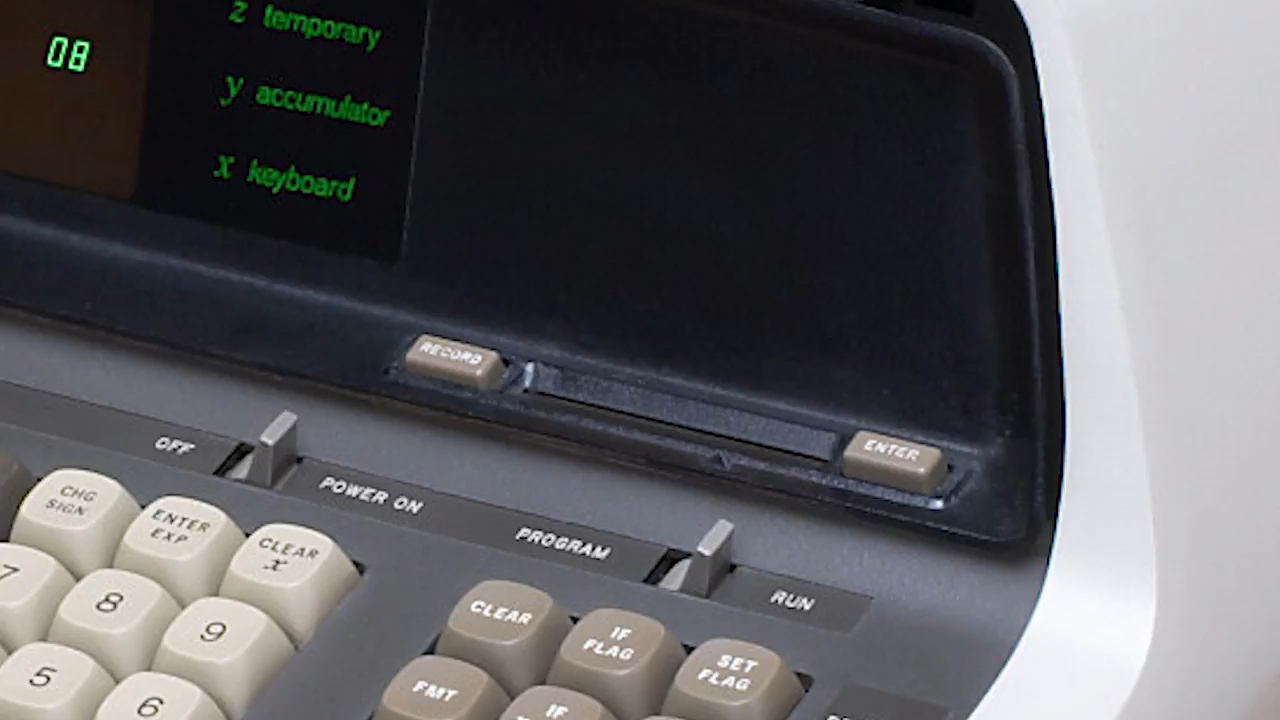 z temporary
08
y accumulator
x keyboard
RECORD
ENTER
OFF
POWER ON
PROGRAM
RUN
CHG
SIGN
ENTER
EXP
CLEAR
x
7
8
9
5
6
CLEAR
IF
FLAG
SET
FLAG
FMT
IF